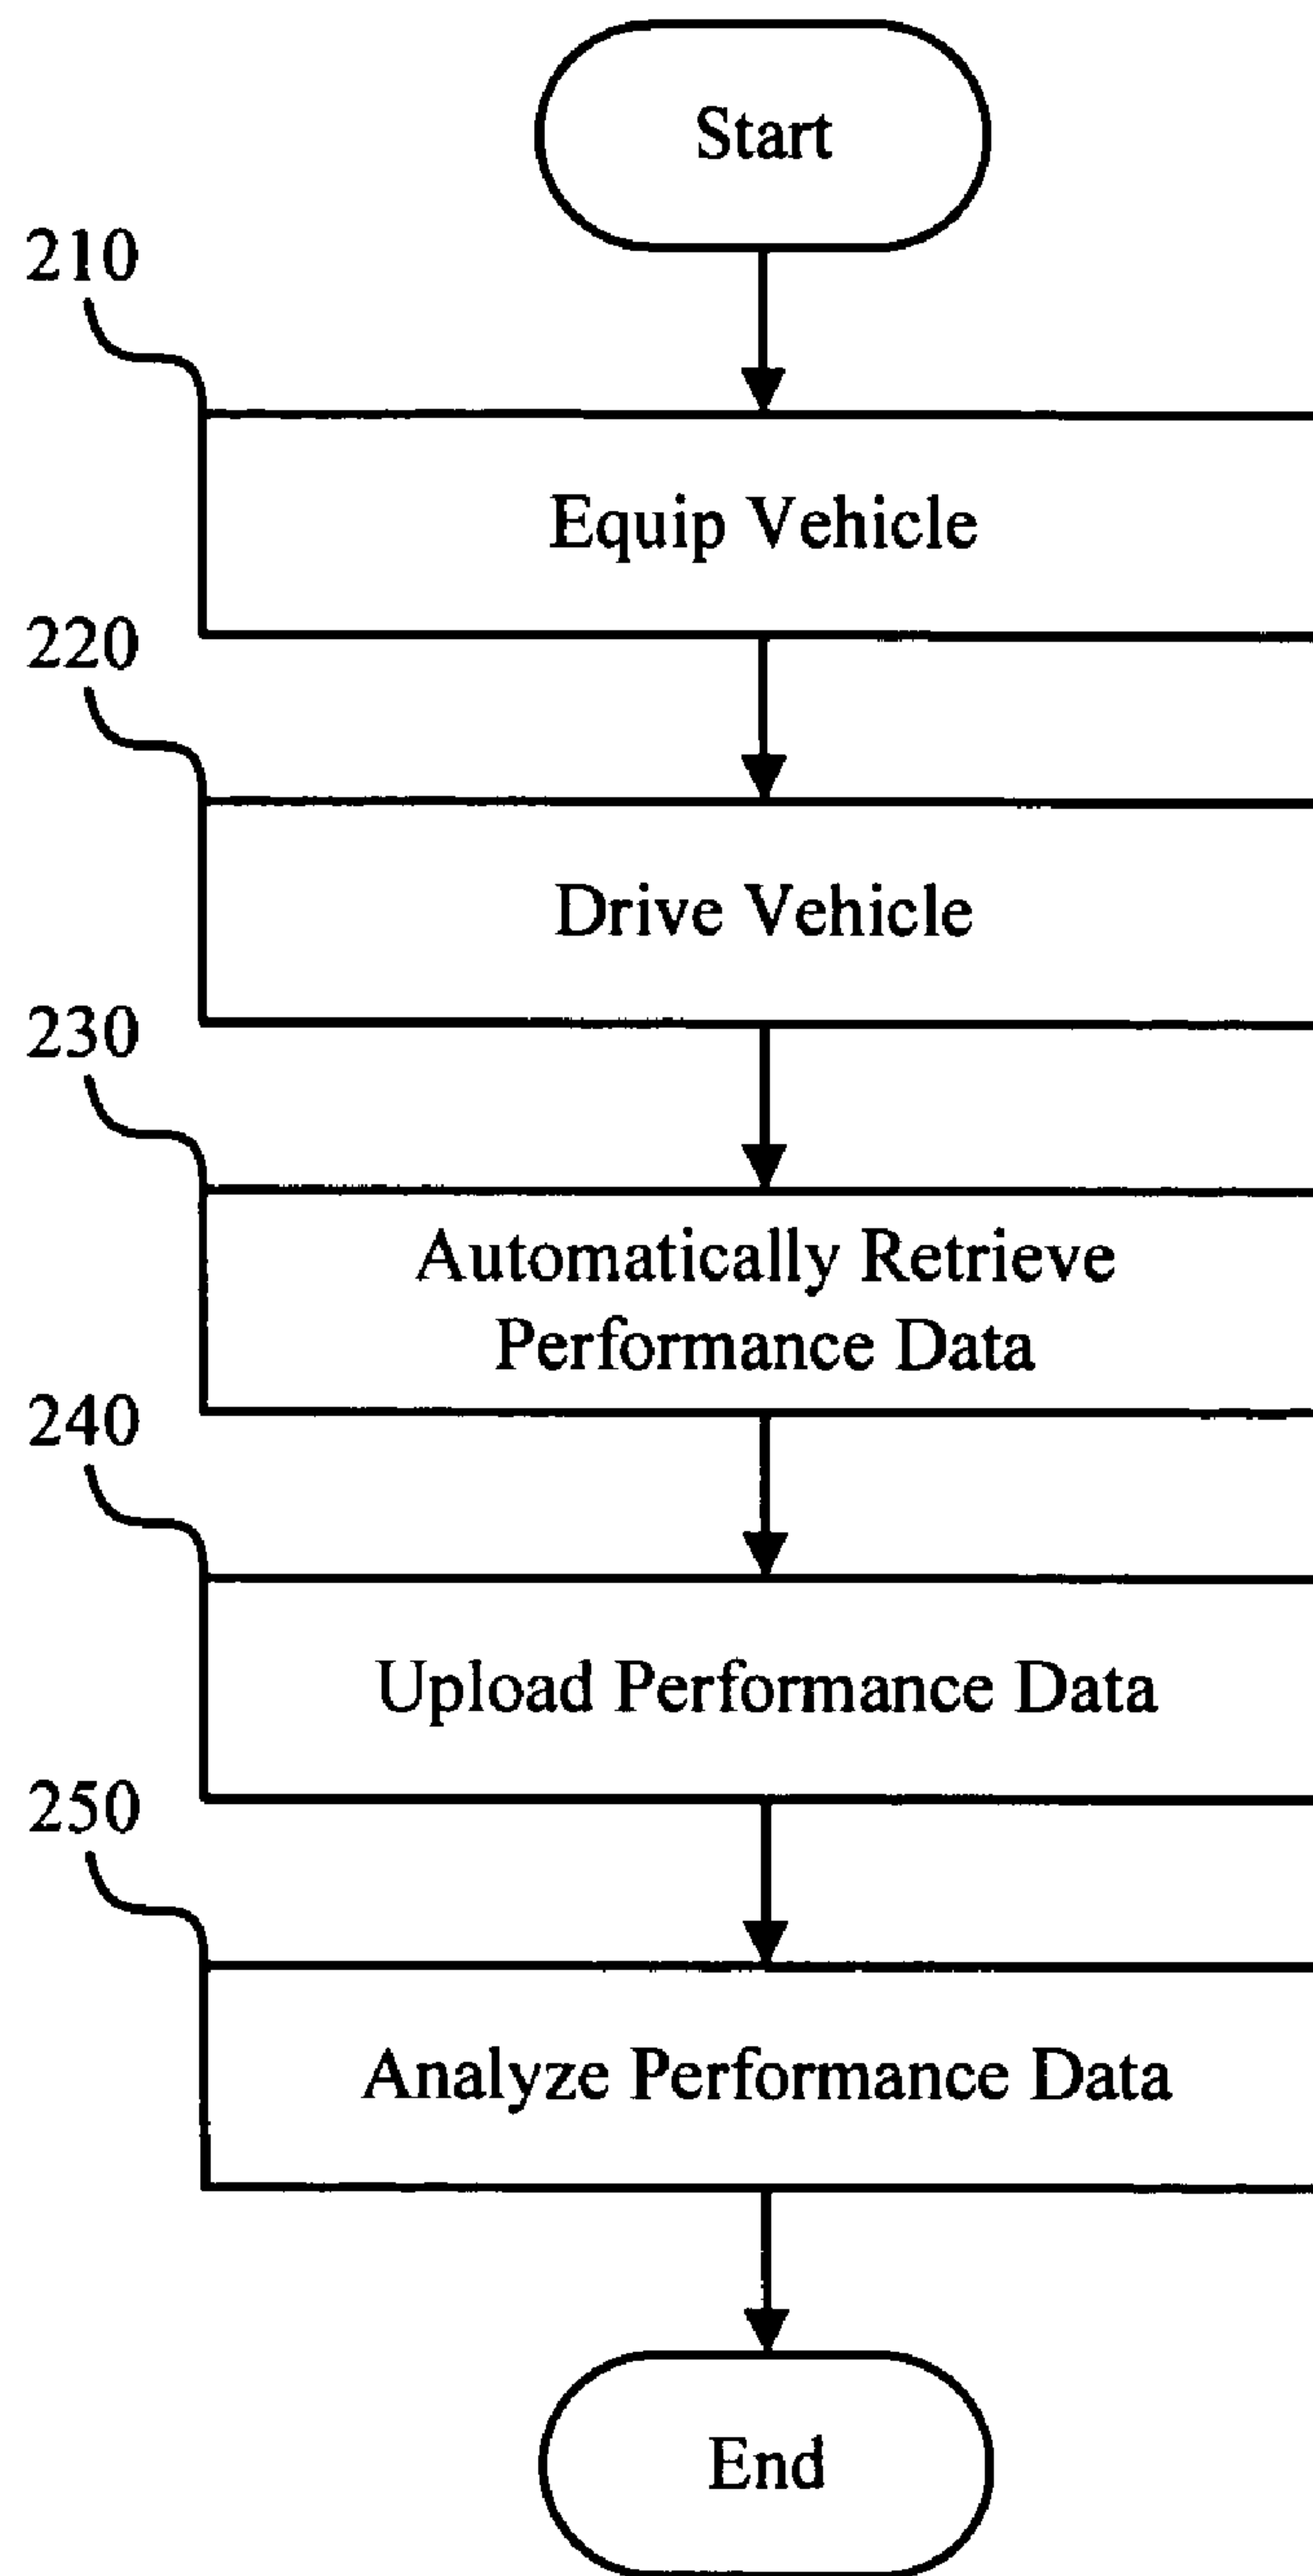 Start
210
Equip Vehicle
220
Drive Vehicle
230
Automatically Retrieve
Performance Data
240
Upload Performance Data
250
Analyze Performance Data
End